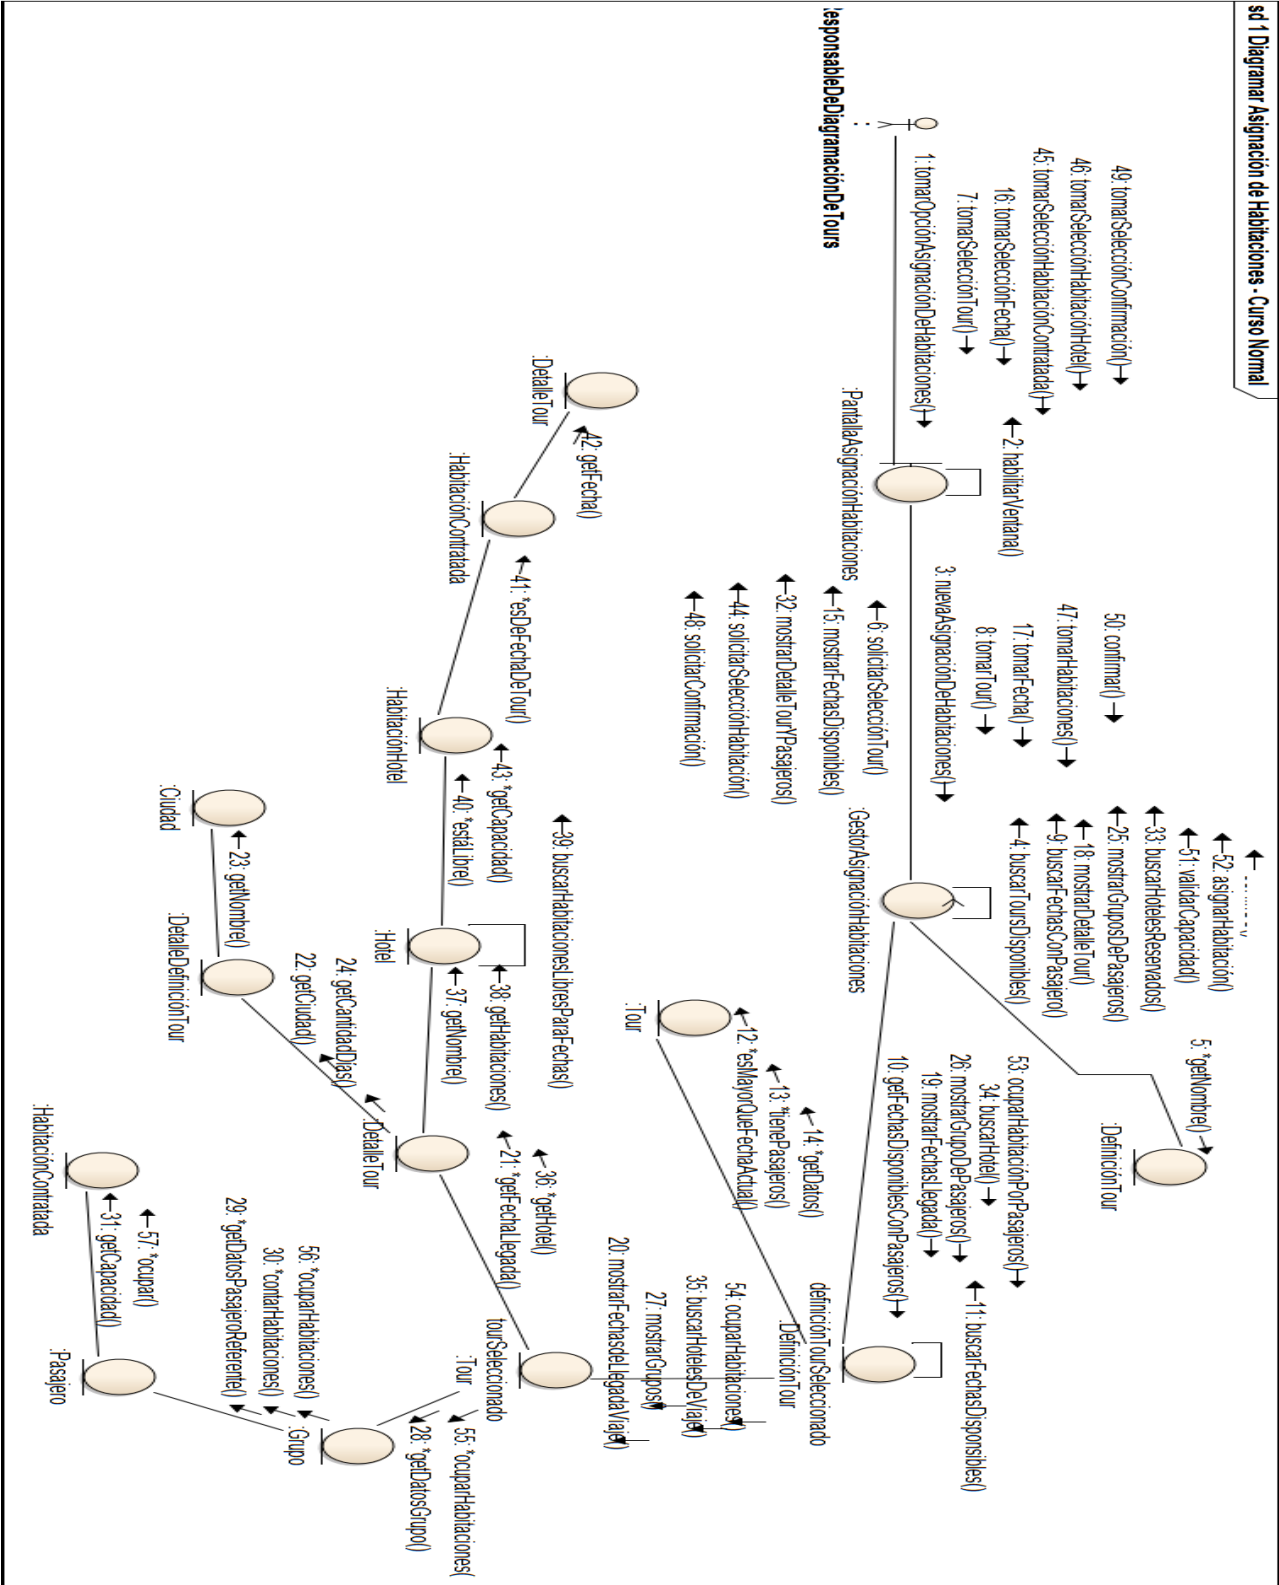 sd 1 Diagramar Asignación de Habitaciones - Curso Normal
49: tomarSelecciónConfirmación()
46: tomarSelecciónHabitaciónHotel()
45: tomarSelecciónHabitaciónContratada()
16: tomarSelecciónFecha()
7: tomarSelecciónTour()
1: tomarOpciónAsignaciónDeHabitaciones()
esponsableDeDiagramaciónDeTours
2: habilitarVentana()
:PantallaAsignaciónHabitaciones
50: confirmar()
47: tomarHabitaciones()
17: tomarFecha()
8: tomarTour()
3: nuevaAsignaciónDeHabitaciones()
6: solicitarSelecciónTour()
15: mostrarFechasDisponibles()
32: mostrarDetalleTourYPasajeros()
44: solicitarSelecciónHabitación()
48: solicitarConfirmación()
52: asignarHabitación()
51: validarCapacidad()
33: buscarHotelesReservados()
25: mostrarGruposDePasajeros()
18: mostrarDetalleTour()
9: buscarFechasConPasajero()
4: buscarToursDisponibles()
:GestorAsignaciónHabitaciones
5: *getNombre()
:DefiniciónTour
53: ocuparHabitaciónPorPasajeros()
34: buscarHotel()
26: mostrarGrupoDePasajeros()
19: mostrarFechasLlegada()
10: getFechasDisponiblesConPasajeros()
11: buscarFechasDisponsibles()
definiciónTourSeleccionado
:DefiniciónTour
14: *getDatos()
13: *tienePasajeros()
12: *esMayorQueFechaActual()
:Tour
54: ocuparHabitaciones()
35: buscarHotelesDeViaje()
27: mostrarGrupos()
20: mostrarFechasdeLlegadaViaje()
tourSeleccionado
:Tour
36: *getHotel()
21: *getFechaLlegada()
:DetalleTour
39: buscarHabitacionesLibresParaFechas()
38: getHabitaciones()
37: getNombre()
:Hotel
43: *getCapacidad()
40: *estáLibre()
:HabitaciónHotel
41: *esDeFechaDeTour()
:HabitaciónContratada
42: getFecha()
:DetalleTour
24: getCantidadDías()
22: getCiudad()
:DetalleDefiniciónTour
23: getNombre()
:Ciudad
55: *ocuparHabitaciones(
28: *getDatosGrupo()
:Grupo
56: *ocuparHabitaciones()
30: *contarHabitaciones()
29: *getDatosPasajeroReferente()
:Pasajero
57: *ocupar()
31: getCapacidad()
:HabitaciónContratada